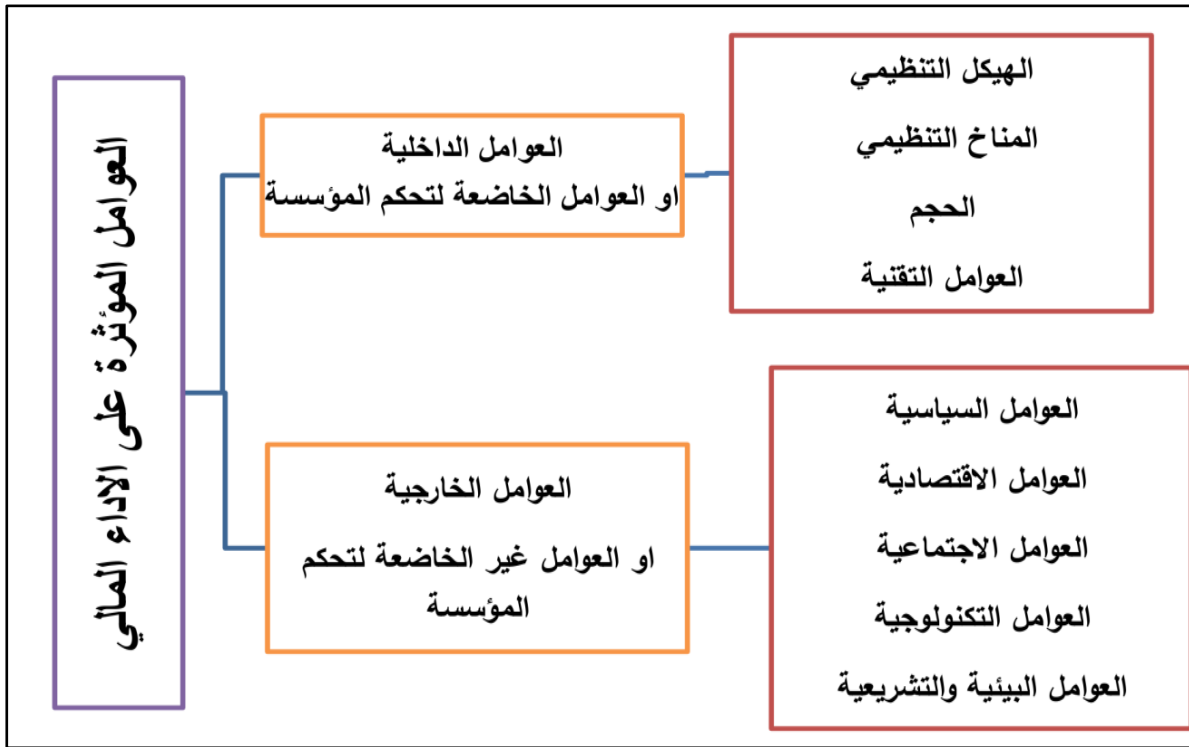 العوامل المؤثرة على الاداء المالي
العوامل الداخلية
او العوامل الخاضعة لتحكم المؤسسة
الهيكل التنظيمي
المناخ التنظيمي
الحجم
العوامل التقنية
العوامل الخارجية
او العوامل غير الخاضعة لتحكم
المؤسسة
العوامل السياسية
العوامل الاقتصادية
العوامل الاجتماعية
العوامل التكنولوجية
العوامل البيئية والتشريعية